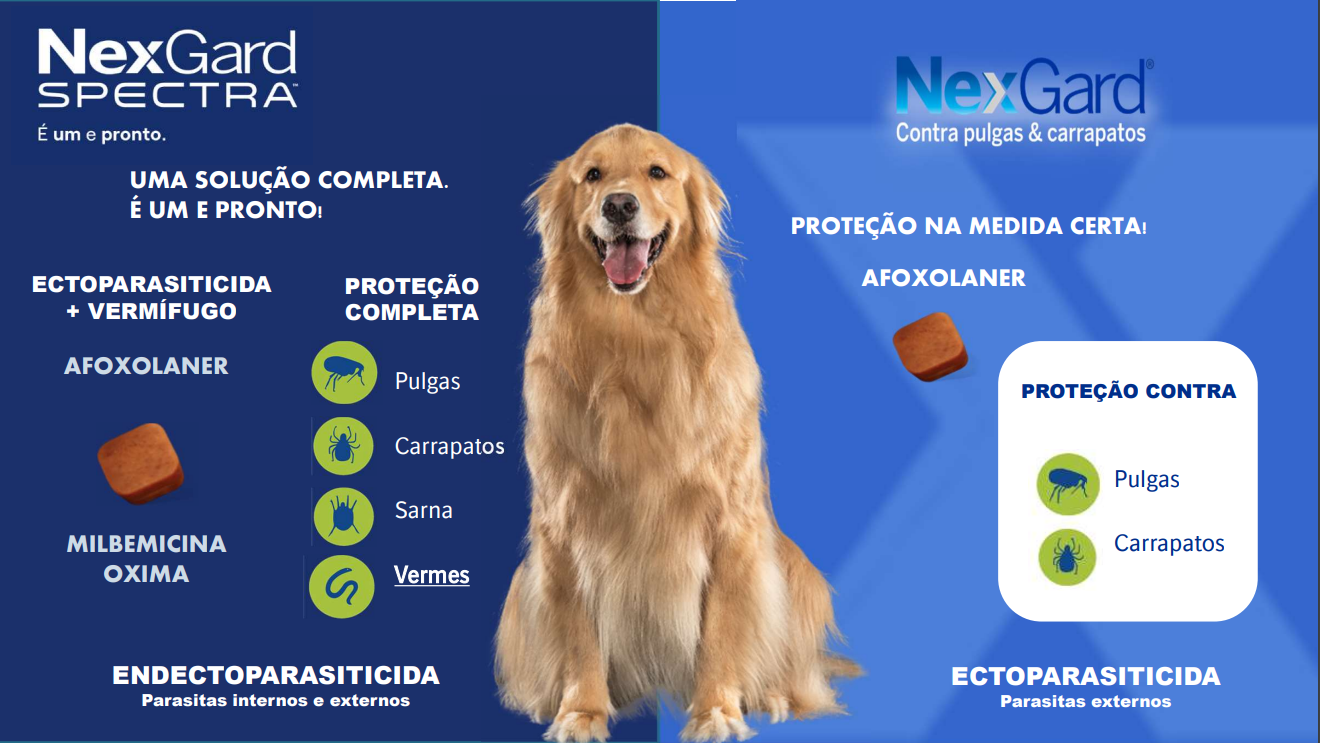 NexGard
SPECTRA™
É um e pronto.
UMA SOLUÇÃO COMPLETA.
É UM E PRONTO!
ECTOPARASITICIDA
+ VERMÍFUGO
AFOXOLANER
MILBEMICINA
OXIMA
PROTEÇÃO
COMPLETA
Pulgas
Carrapatos
Sarna
Vermes
ENDECTOPARASITICIDA
Parasitas internos e externos
NexGard®
Contra pulgas & carrapatos
PROTEÇÃO NA MEDIDA CERTA!
AFOXOLANER
PROTEÇÃO CONTRA
Pulgas
Carrapatos
ECTOPARASITICIDA
Parasitas externos